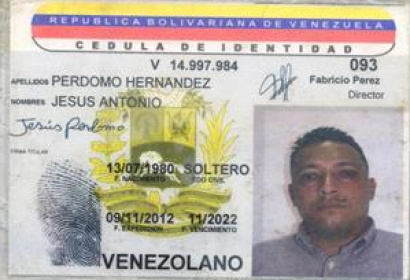 REPUBLICA BOLIVARIANA DE VENEZUELA
CEDULA DE IDENTIDAD
V 14.997.984 093
APELLIDOS PERDOMO HERNANDEZ
Fabricio Perez
Director
NOMBRES JESUS ANTONIO
Jesús Perdomo
FIRMA TITULAR
13/07/1980 SOLTERO
F. NACIMIENTO EDO CIVIL
09/11/2012 11/2022
F. EXPEDICION F. VENCIMIENTO
VENEZOLANO